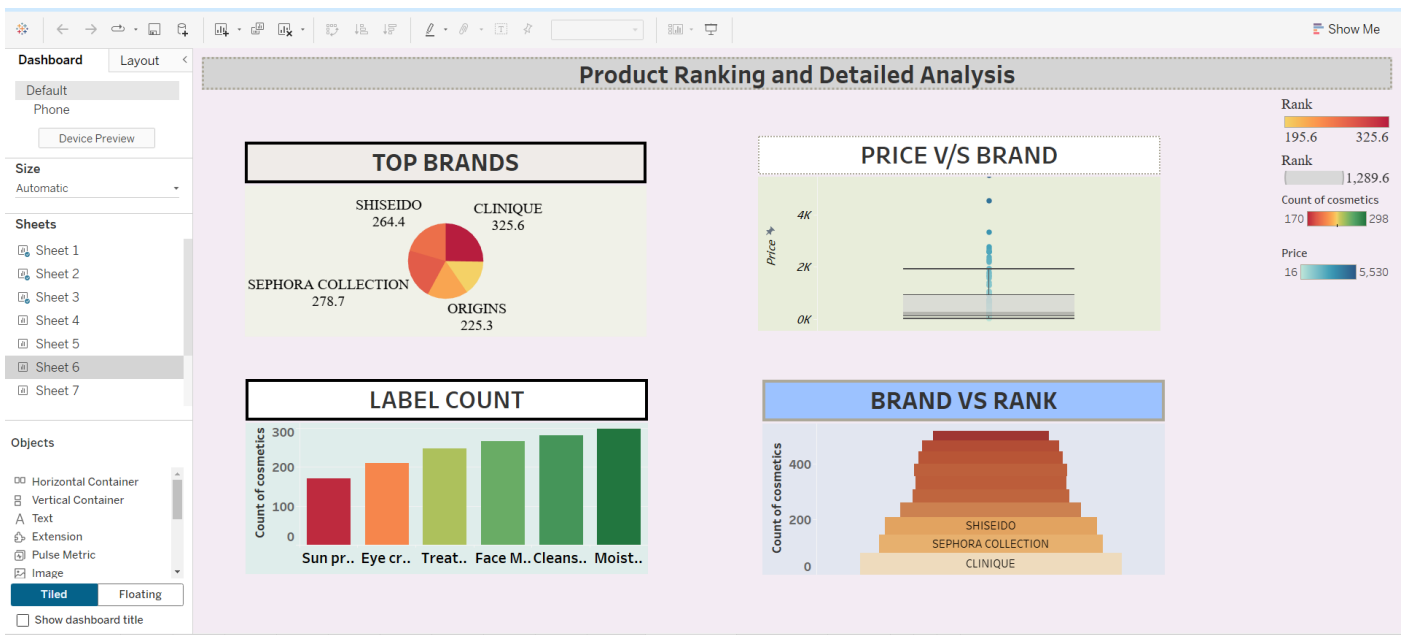 Show Me
Dashboard
Layout
Default
Phone
Device Preview
Size
Automatic
Sheets
Sheet 1
Sheet 2
Sheet 3
Sheet 4
Sheet 5
Sheet 6
Sheet 7
Objects
Horizontal Container
Vertical Container
Text
Extension
Pulse Metric
Image
Tiled
Floating
Show dashboard title
Product Ranking and Detailed Analysis
TOP BRANDS
SHISEIDO
264.4
CLINIQUE
325.6
SEPHORA COLLECTION
278.7
ORIGINS
225.3
PRICE V/S BRAND
Price
4K
2K
0K
LABEL COUNT
Count of cosmetics
300
200
100
0
Sun pr.. Eye cr.. Treat.. Face M.. Cleans.. Moist..
BRAND VS RANK
Count of cosmetics
400
200
0
SHISEIDO
SEPHORA COLLECTION
CLINIQUE
Rank
195.6 325.6
Rank
1,289.6
Count of cosmetics
170 298
Price
16 5,530